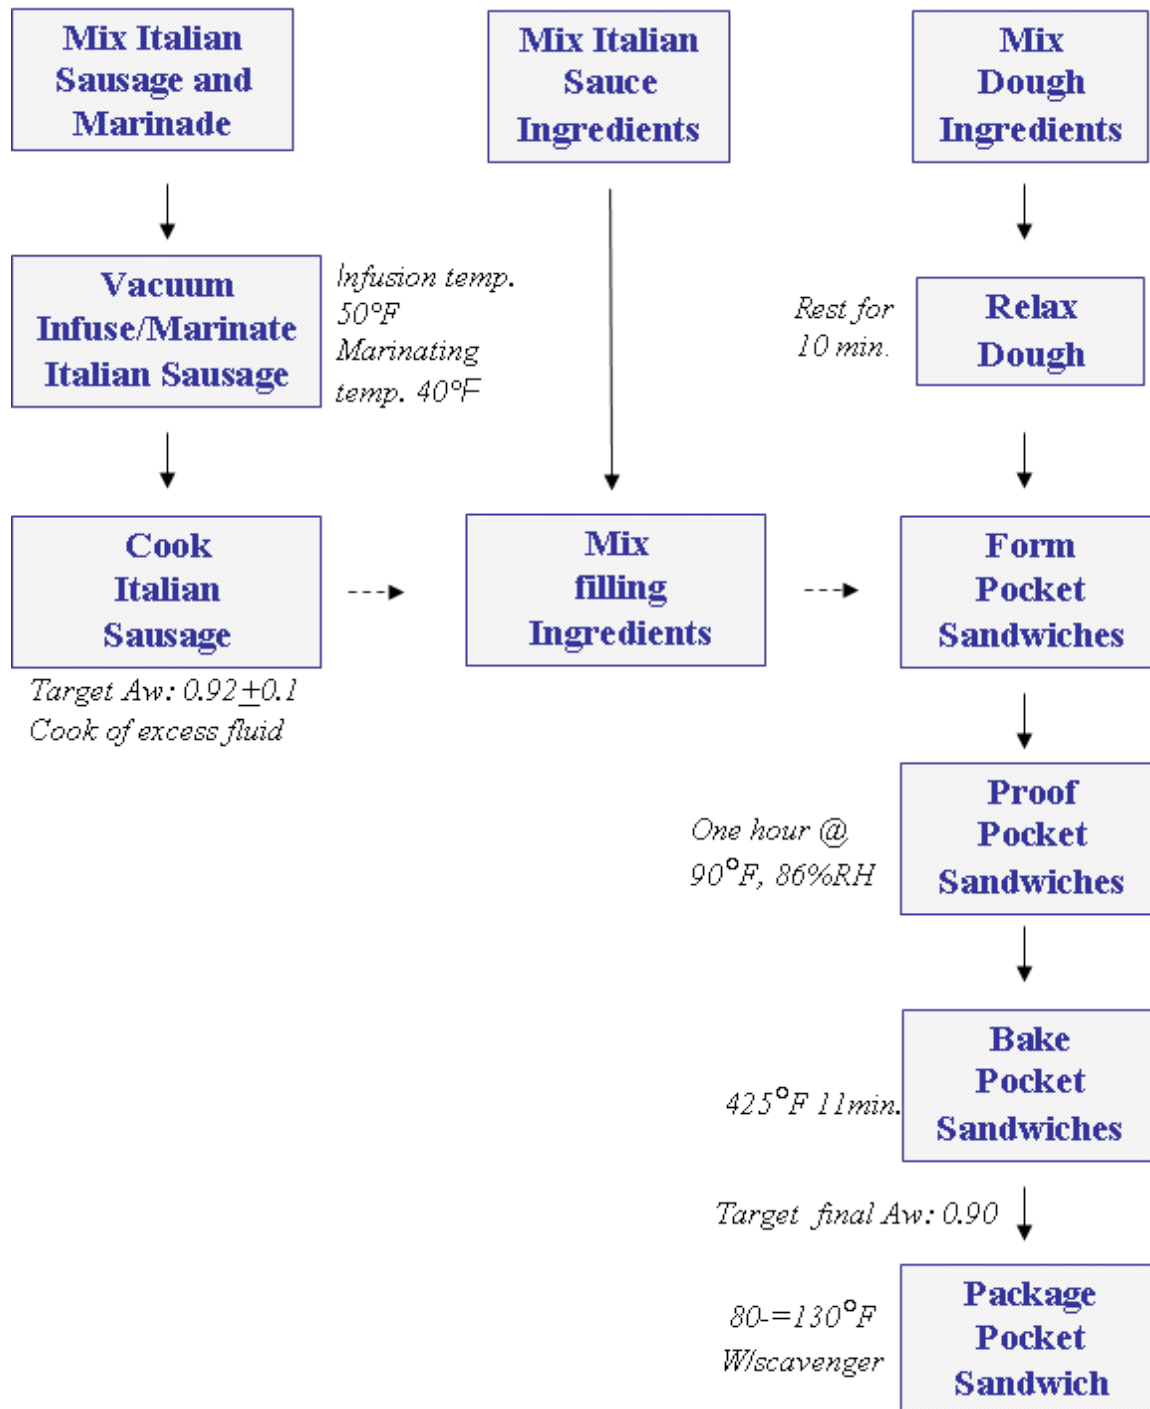 Mix Italian
Sausage and
Marinade
Mix Italian
Sauce
Ingredients
Mix
Dough
Ingredients
Vacuum
Infuse/Marinate
Italian Sausage
Infusion temp.
50°F
Marinating
temp. 40°F
Rest for
10 min.
Relax
Dough
Cook
Italian
Sausage
Mix
filling
Ingredients
Form
Pocket
Sandwiches
Target Aw: 0.92±0.1
Cook of excess fluid
Proof
Pocket
Sandwiches
One hour @
90°F, 86%RH
Bake
Pocket
Sandwiches
425°F 11min.
Target final Aw: 0.90
Package
Pocket
Sandwich
80-=130°F
W/scavenger